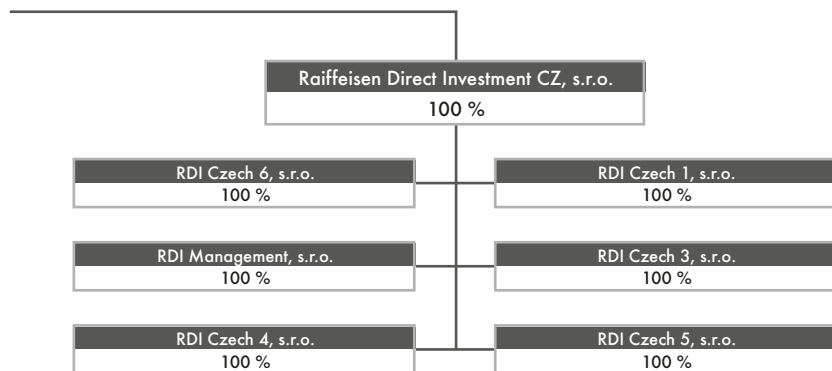 Raiffeisen Direct Investment CZ, s.r.o.
100 %
RDI Czech 6, s.r.o.
100 %
RDI Czech 1, s.r.o.
100 %
RDI Management, s.r.o.
100 %
RDI Czech 3, s.r.o.
100 %
RDI Czech 4, s.r.o.
100 %
RDI Czech 5, s.r.o.
100 %